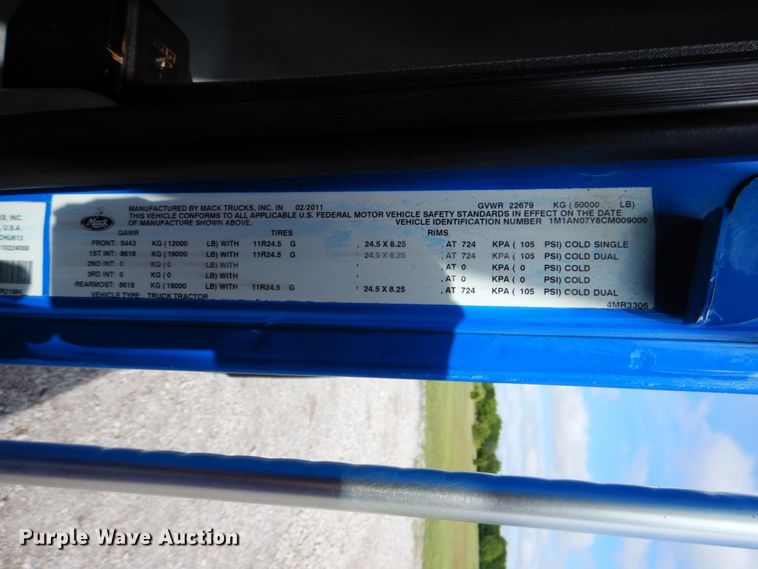 KS, INC.
U.S.A.
CHU613
Mack
MANUFACTURED BY MACK TRUCKS, INC. IN 02/2011 GVWR 22679 KG ( 50000 LB)
THIS VEHICLE CONFORMS TO ALL APPLICABLE U.S. FEDERAL MOTOR VEHICLE SAFETY STANDARDS IN EFFECT ON THE DATE
OF MANUFACTURE SHOWN ABOVE. VEHICLE IDENTIFICATION NUMBER 1M1AN07Y8CM009009
GAWR TIRES RIMS
FRONT: 5443 KG ( 12000 LB) WITH 11R24.5 G , 24.5 X 8.25 , AT 724 KPA ( 105 PSI) COLD SINGLE
1ST INT: 8618 KG ( 19000 LB) WITH 11R24.5 G , 24.5 X 8.25 , AT 724 KPA ( 105 PSI) COLD DUAL
2ND INT: 0 KG ( 0 LB) WITH , , AT 0 KPA ( 0 PSI) COLD
3RD INT: 0 KG ( 0 LB) WITH , , AT 0 KPA ( 0 PSI) COLD
REARMOST: 8618 KG ( 19000 LB) WITH 11R24.5 G , 24.5 X 8.25 , AT 724 KPA ( 105 PSI) COLD DUAL
VEHICLE TYPE: TRUCK TRACTOR 4MR3306
Purple Wave Auction